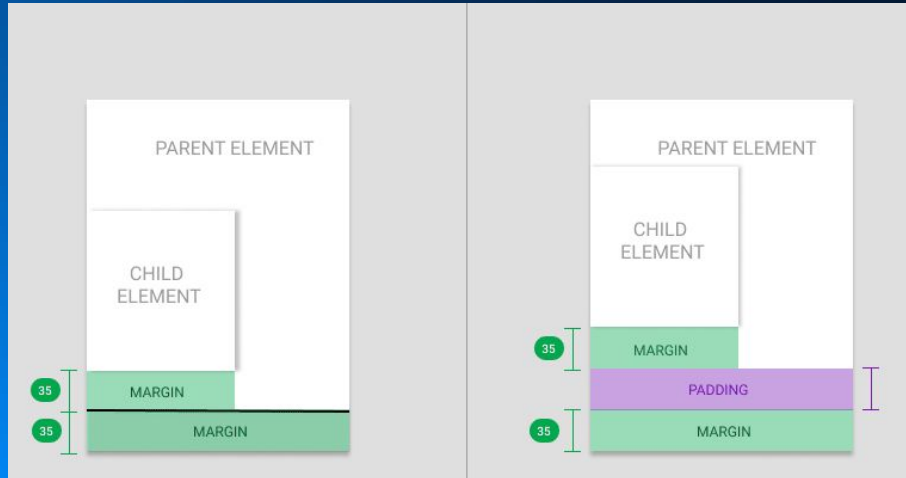 PARENT ELEMENT
CHILD
ELEMENT
35
MARGIN
35
MARGIN
PARENT ELEMENT
CHILD
ELEMENT
35
MARGIN
PADDING
35
MARGIN